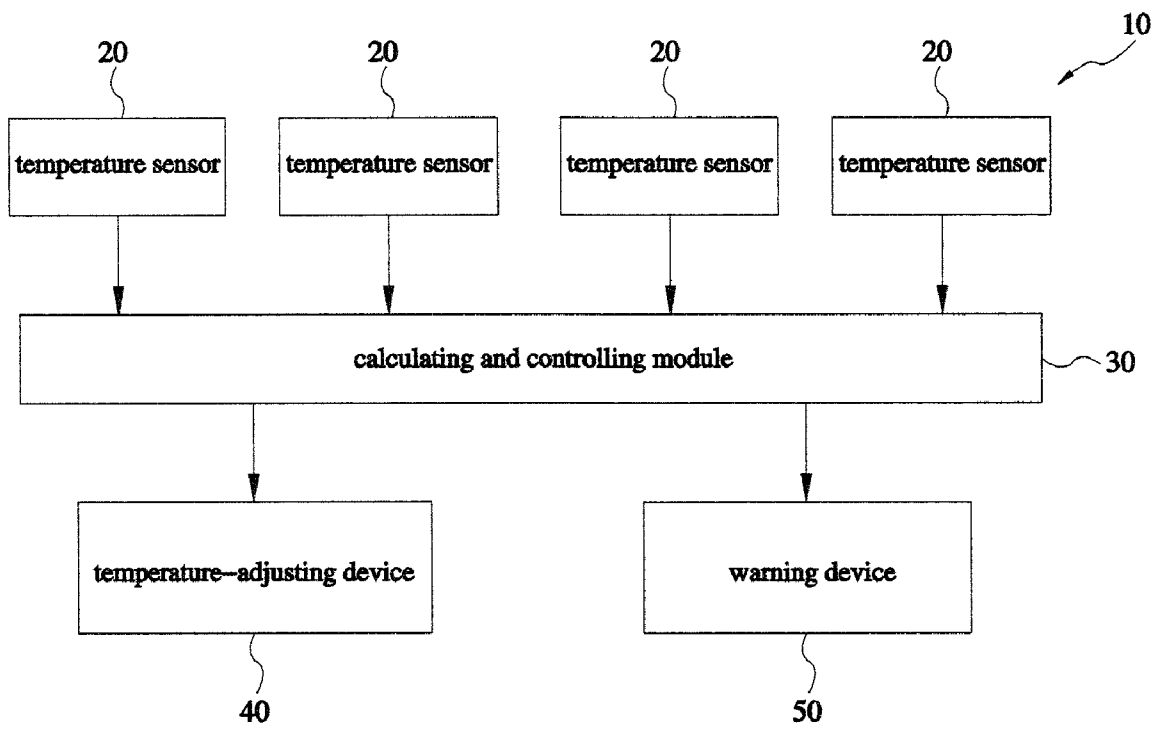 10
20 20 20 20
temperature sensor temperature sensor temperature sensor temperature sensor
calculating and controlling module
30
temperature–adjusting device warning device
40 50